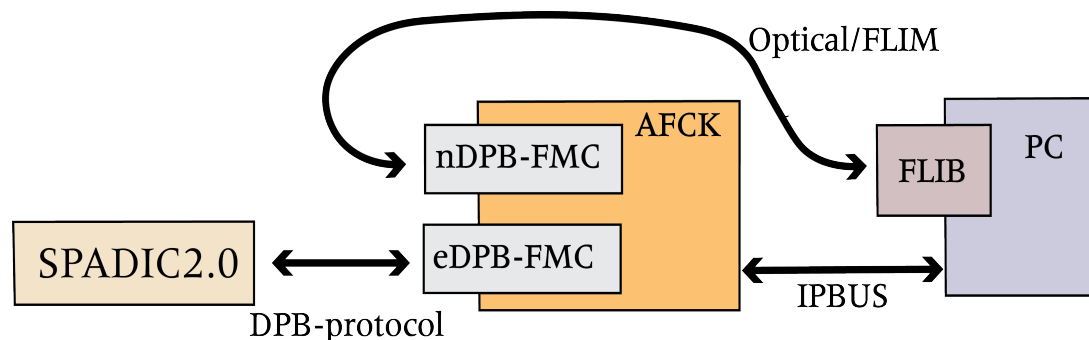 Optical/FLIM
AFCK
nDPB-FMC
PC
FLIB
SPADIC2.0
eDPB-FMC
IPBUS
DPB-protocol